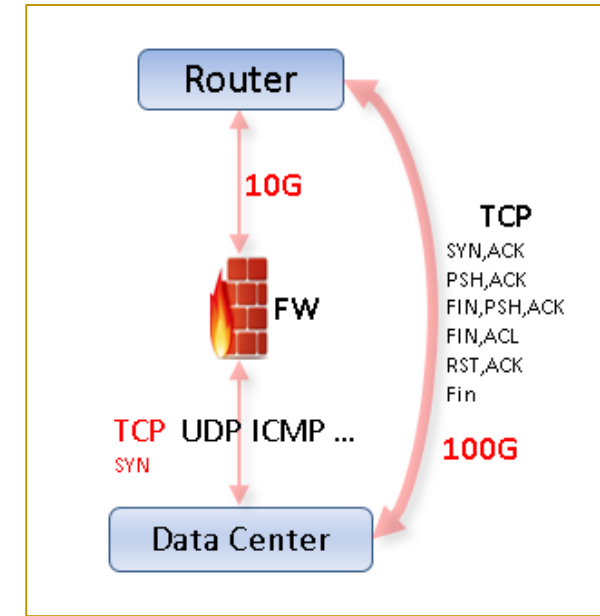 Router
10G
TCP
SYN,ACK
PSH,ACK
FIN,PSH,ACK
FIN,ACL
RST,ACK
Fin
FW
TCP UDP ICMP ...
SYN
100G
Data Center